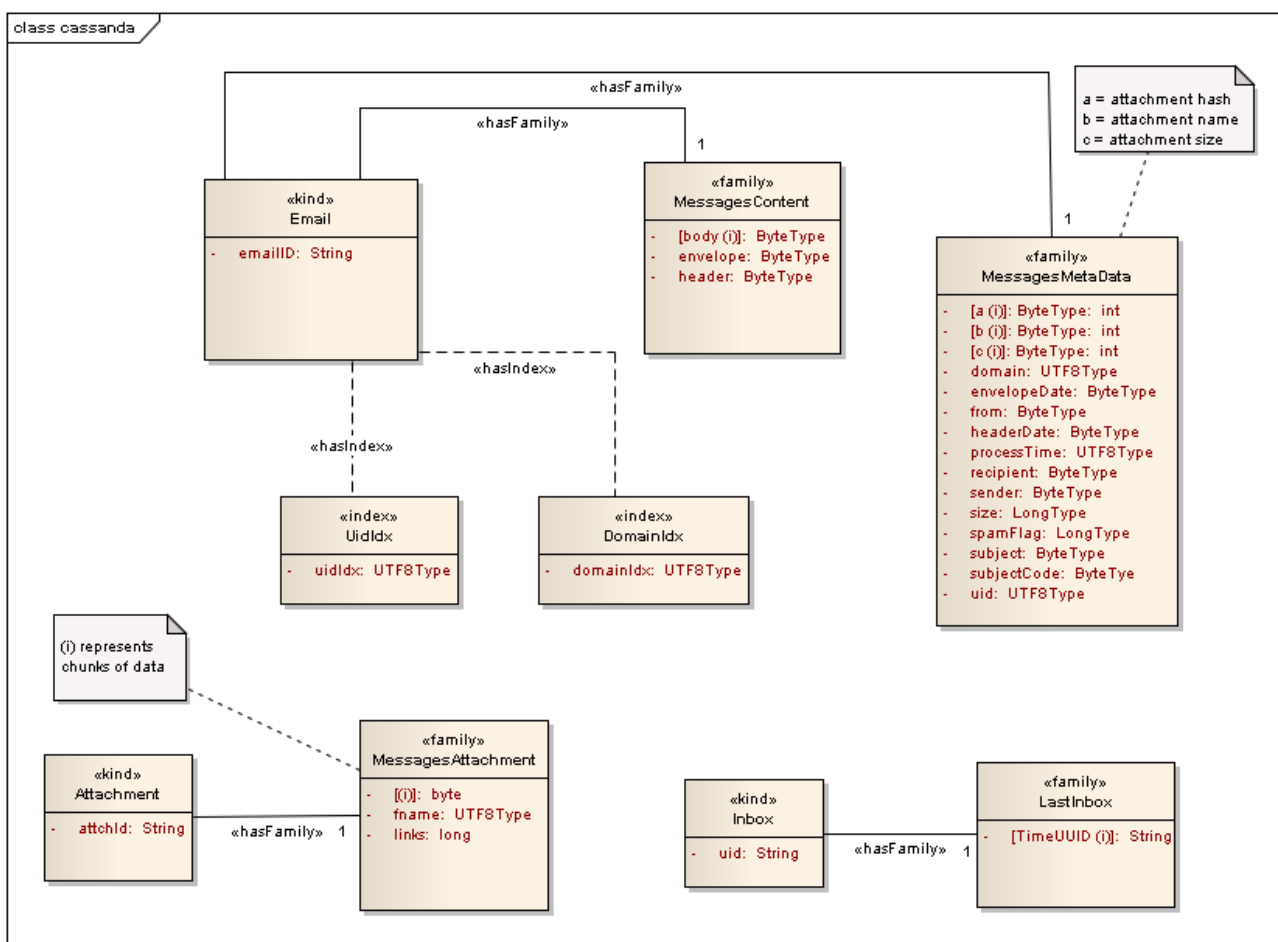 class cassanda
«hasFamily»
«hasFamily»
1
1
a = attachment hash
b = attachment name
c = attachment size
«kind»
Email
- emailID: String
«family»
MessagesContent
- [body (i)]: ByteType
- envelope: ByteType
- header: ByteType
«family»
MessagesMetaData
- [a (i)]: ByteType: int
- [b (i)]: ByteType: int
- [c (i)]: ByteType: int
- domain: UTF8Type
- envelopeDate: ByteType
- from: ByteType
- headerDate: ByteType
- processTime: UTF8Type
- recipient: ByteType
- sender: ByteType
- size: LongType
- spamFlag: LongType
- subject: ByteType
- subjectCode: ByteTye
- uid: UTF8Type
«hasIndex»
«hasIndex»
«index»
UidIdx
- uidIdx: UTF8Type
«index»
DomainIdx
- domainIdx: UTF8Type
(i) represents
chunks of data
«kind»
Attachment
- attchId: String
«hasFamily»
1
«family»
MessagesAttachment
- [(i)]: byte
- fname: UTF8Type
- links: long
«kind»
Inbox
- uid: String
«hasFamily»
1
«family»
LastInbox
- [TimeUUID (i)]: String